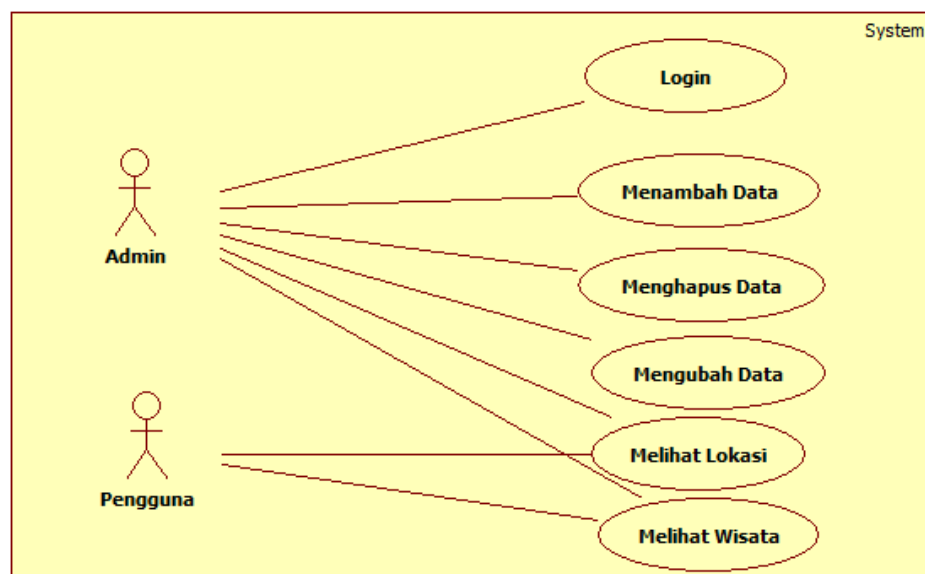 System
Login
Menambah Data
Admin
Menghapus Data
Mengubah Data
Melihat Lokasi
Pengguna
Melihat Wisata